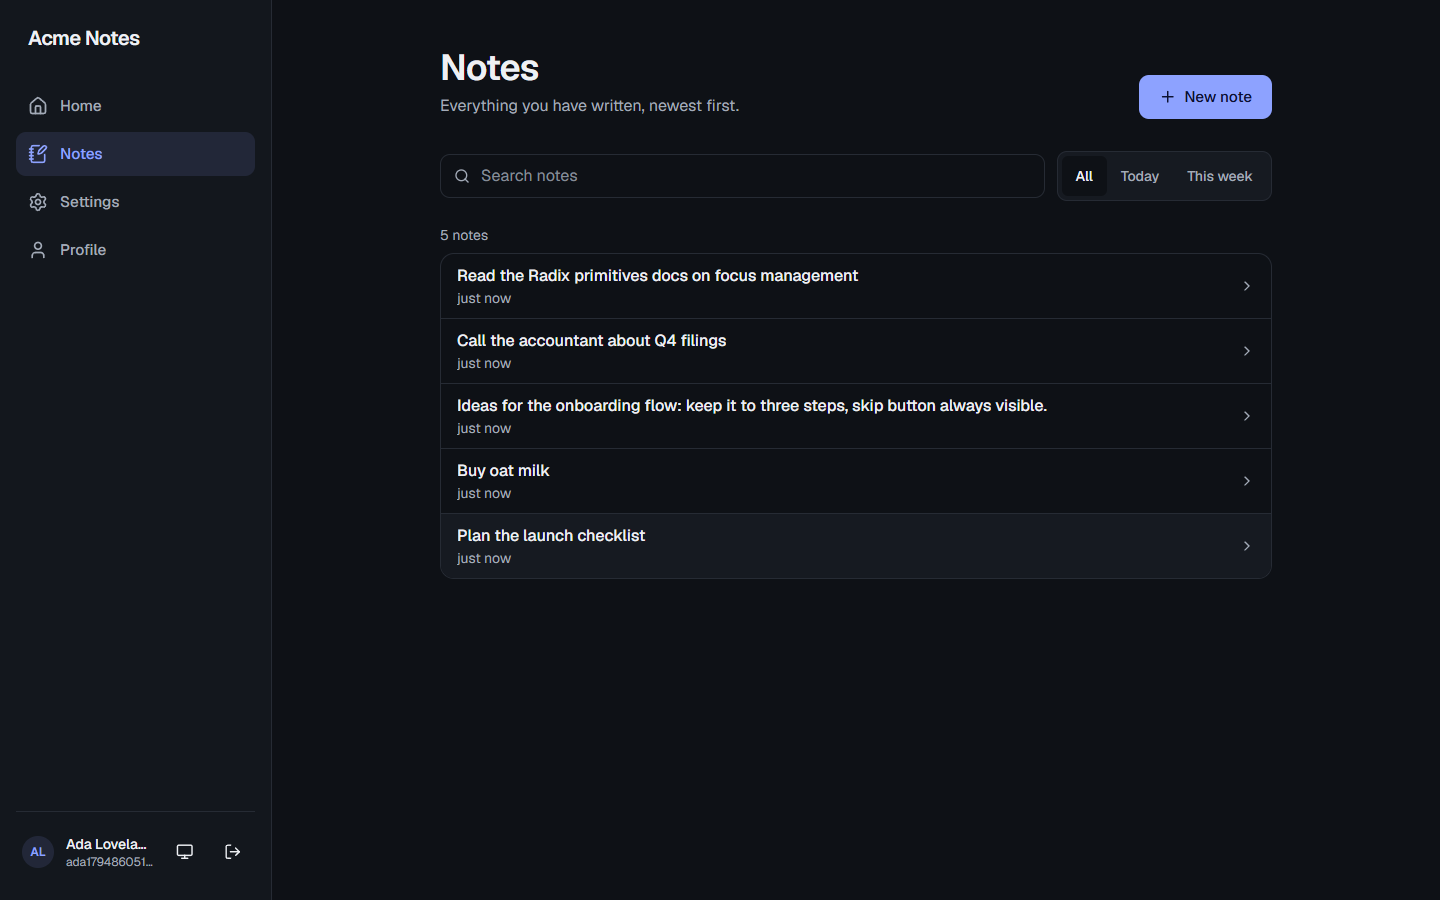 Acme Notes
Home
Notes
Settings
Profile
AL
Ada Lovela...
ada179486051...
Notes
Everything you have written, newest first.
New note
Search notes
All
Today
This week
5 notes
Read the Radix primitives docs on focus management
just now
Call the accountant about Q4 filings
just now
Ideas for the onboarding flow: keep it to three steps, skip button always visible.
just now
Buy oat milk
just now
Plan the launch checklist
just now